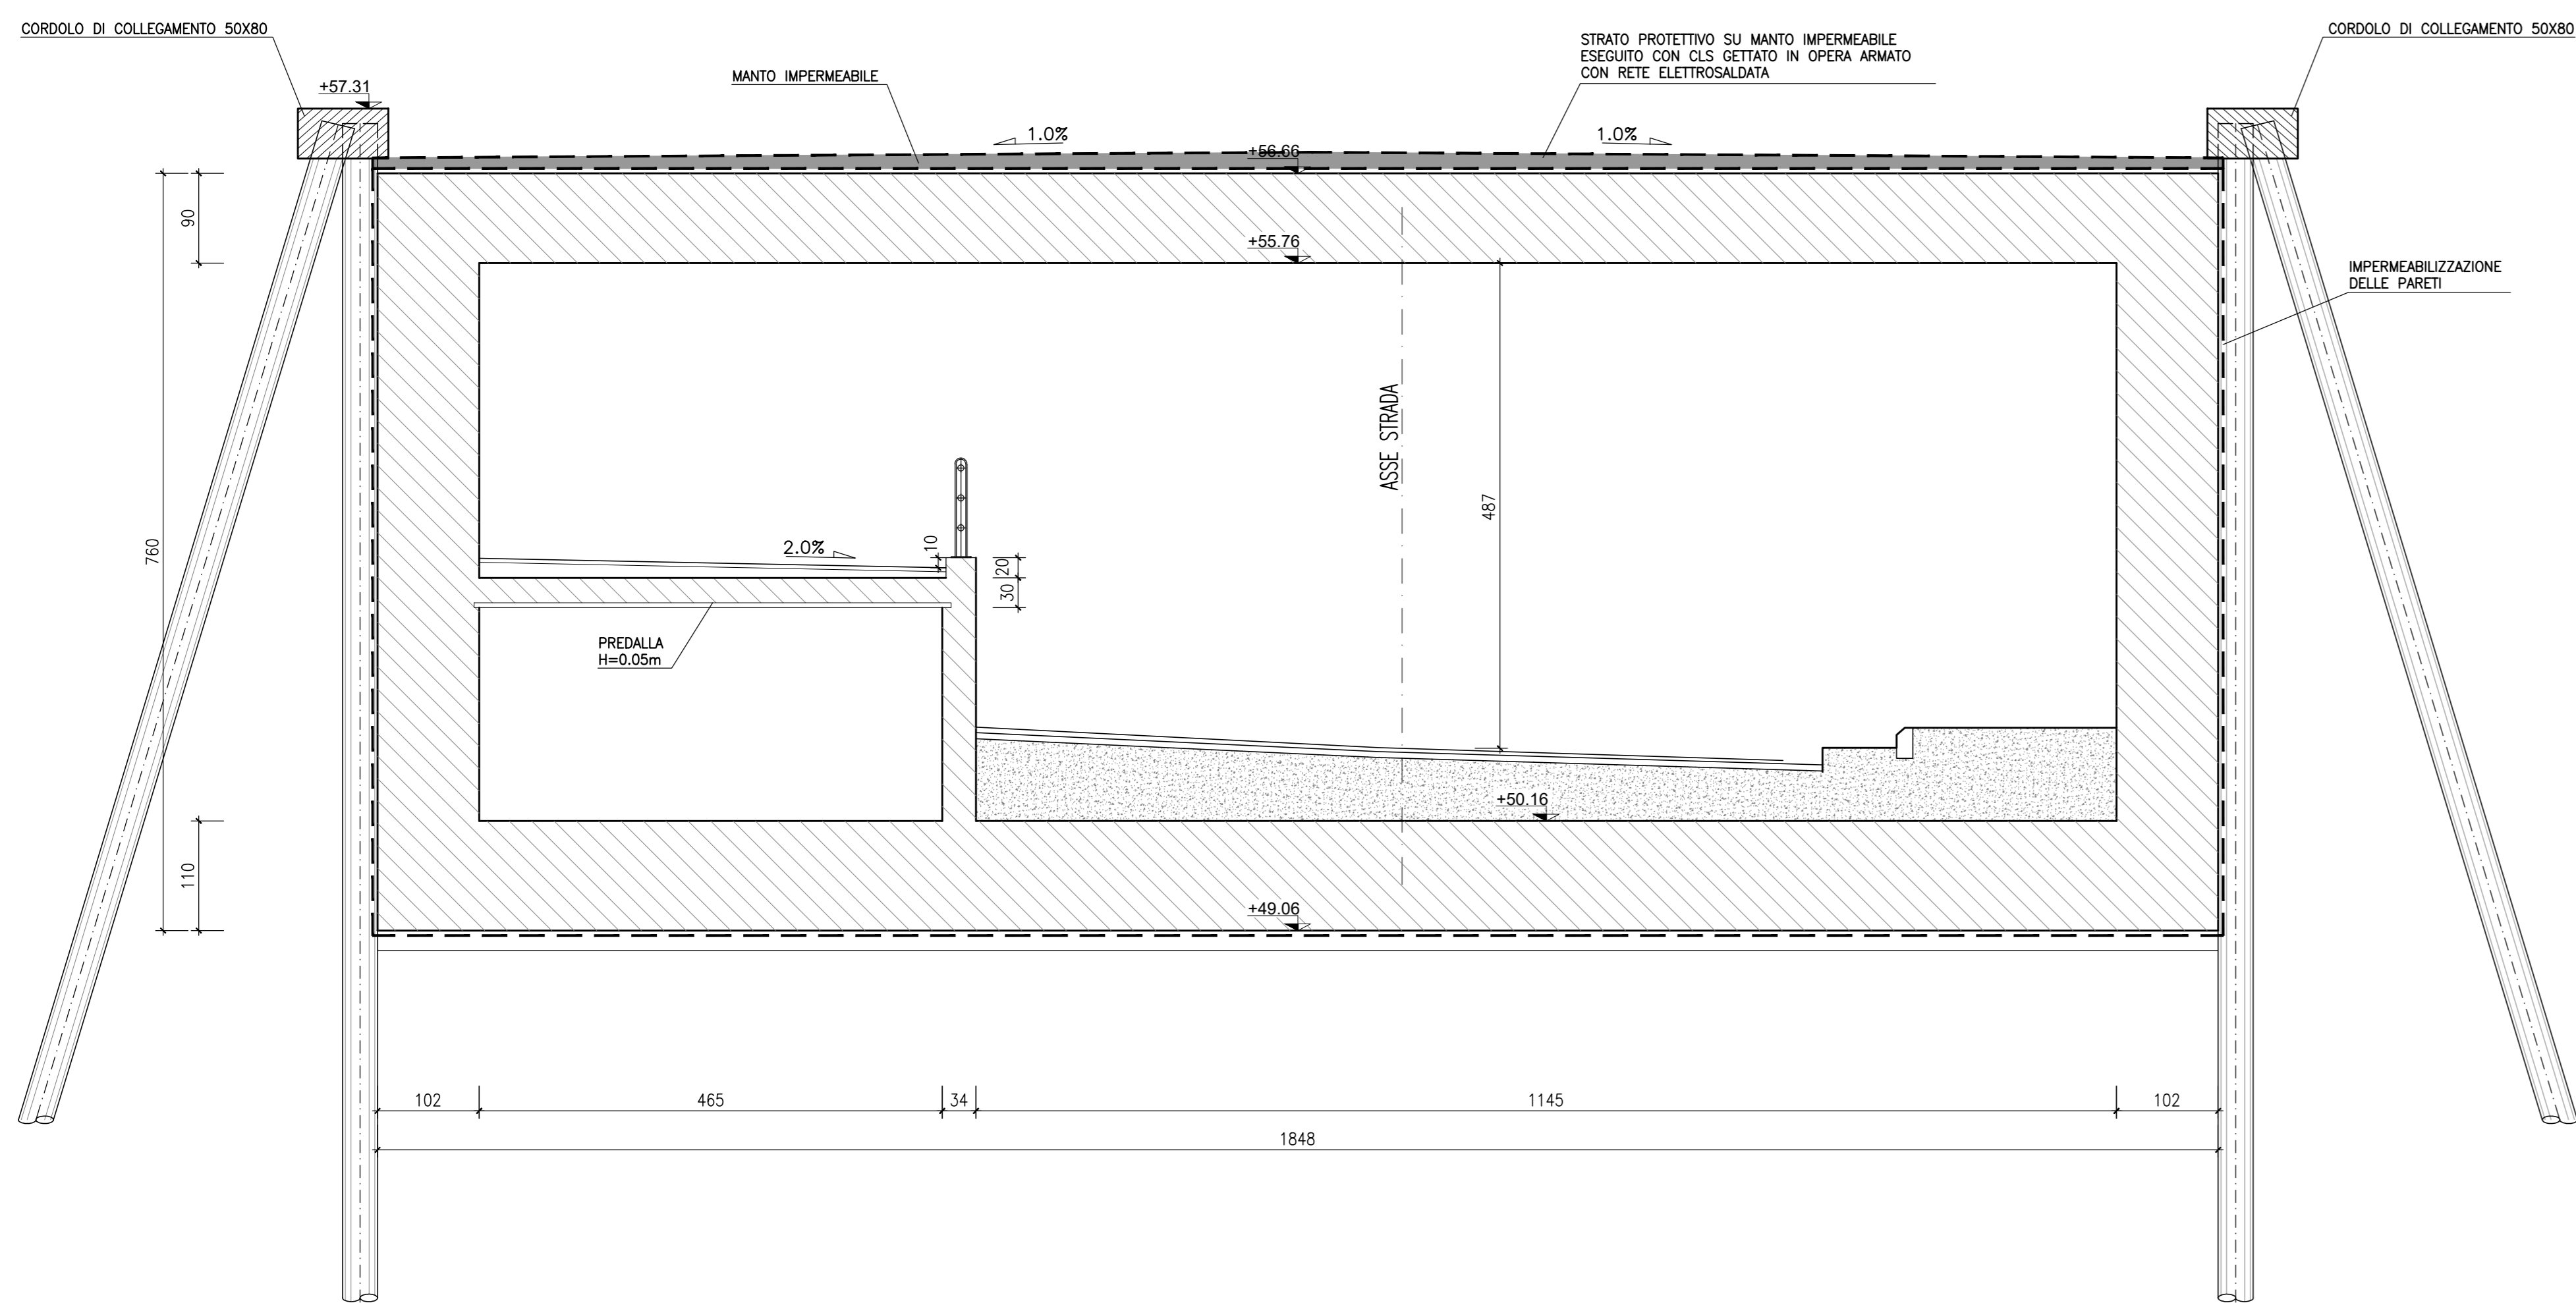 CORDOLO DI COLLEGAMENTO 50X80
CORDOLO DI COLLEGAMENTO 50X80
STRATO PROTETTIVO SU MANTO IMPERMEABILE
ESEGUITO CON CLS GETTATO IN OPERA ARMATO
CON RETE ELETTROSALDATA
MANTO IMPERMEABILE
+57.31
1.0%
1.0%
+56.66
90
+55.76
IMPERMEABILIZZAZIONE
DELLE PARETI
ASSE STRADA
487
760
2.0%
10
20
30
PREDALLA
H=0.05m
+50.16
110
+49.06
102
465
34
1145
102
1848